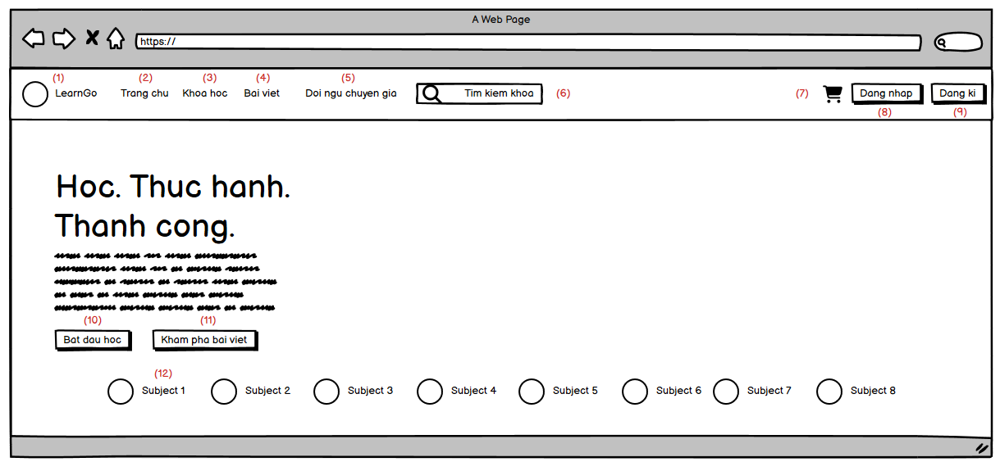 A Web Page
https://
(1) (2) (3) (4) (5)
LearnGo Trang chu Khoa hoc Bai viet Doi ngu chuyen gia Tim kiem khoa (6) (7) Dang nhap Dang ki
(8) (9)
Hoc. Thuc hanh.
Thanh cong.
(10) (11)
Bat dau hoc Kham pha bai viet
(12)
Subject 1 Subject 2 Subject 3 Subject 4 Subject 5 Subject 6 Subject 7 Subject 8